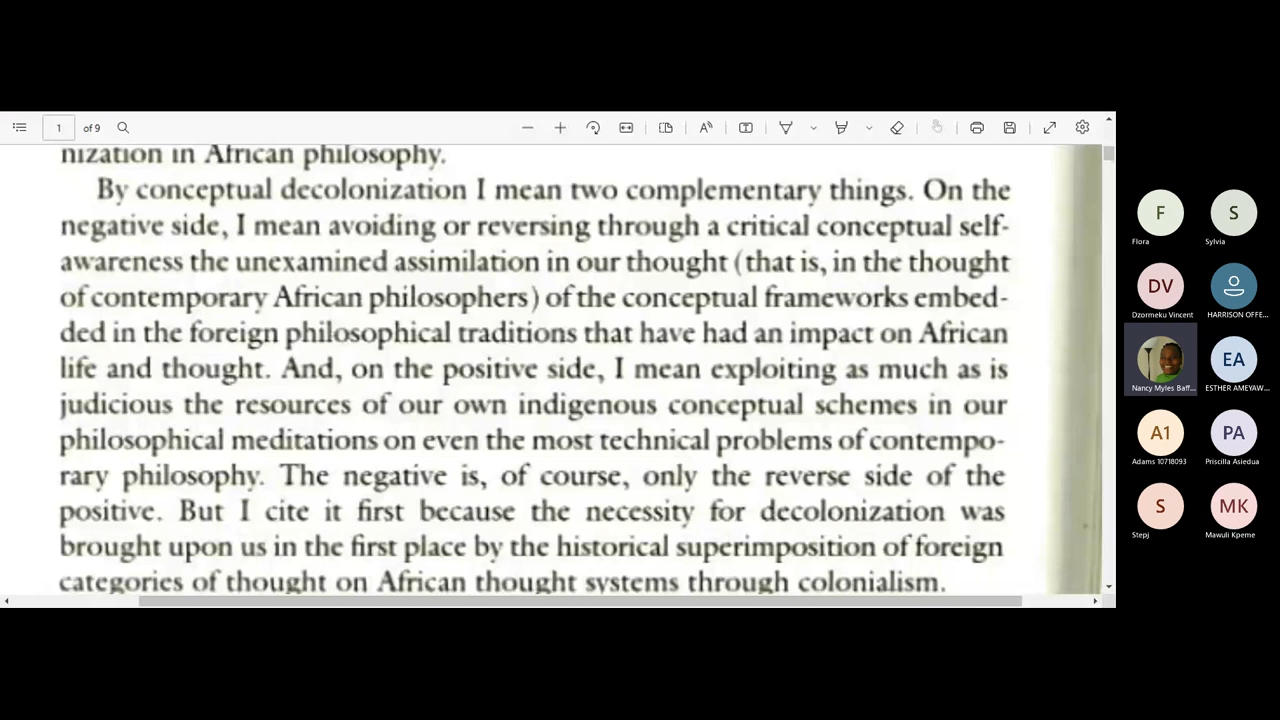 1 of 9
nization in African philosophy.
By conceptual decolonization I mean two complementary things. On the
negative side, I mean avoiding or reversing through a critical conceptual self-
awareness the unexamined assimilation in our thought (that is, in the thought
of contemporary African philosophers) of the conceptual frameworks embed-
ded in the foreign philosophical traditions that have had an impact on African
life and thought. And, on the positive side, I mean exploiting as much as is
judicious the resources of our own indigenous conceptual schemes in our
philosophical meditations on even the most technical problems of contempo-
rary philosophy. The negative is, of course, only the reverse side of the
positive. But I cite it first because the necessity for decolonization was
brought upon us in the first place by the historical superimposition of foreign
categories of thought on African thought systems through colonialism.
F
Flora
S
Sylvia
DV
Dzormeku Vincent
HARRISON OFFE...
Nancy Myles Baff...
EA
ESTHER AMEYAW...
A1
Adams 10718093
PA
Priscilla Asiedua
S
Stepj
MK
Mawuli Kpeme